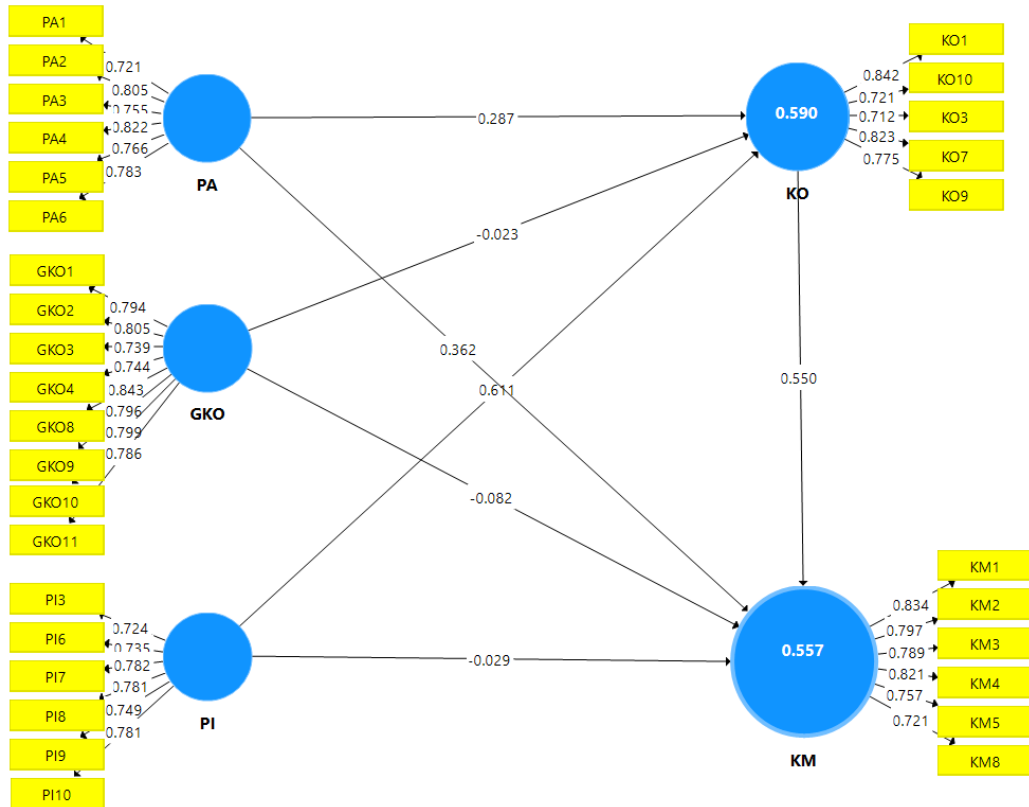 PA1
PA2
PA3
PA4
PA5
PA6
0.721
0.805
0.755
0.822
0.766
0.783
PA
GKO1
GKO2
GKO3
GKO4
GKO8
GKO9
GKO10
GKO11
0.794
0.805
0.739
0.744
0.843
0.796
0.799
0.786
GKO
PI3
PI6
PI7
PI8
PI9
PI10
0.724
0.735
0.782
0.781
0.749
0.781
PI
0.287
-0.023
0.362
0.611
-0.082
-0.029
0.550
0.590
KO
0.842
0.721
0.712
0.823
0.775
KO1
KO10
KO3
KO7
KO9
0.557
KM
0.834
0.797
0.789
0.821
0.757
0.721
KM1
KM2
KM3
KM4
KM5
KM8